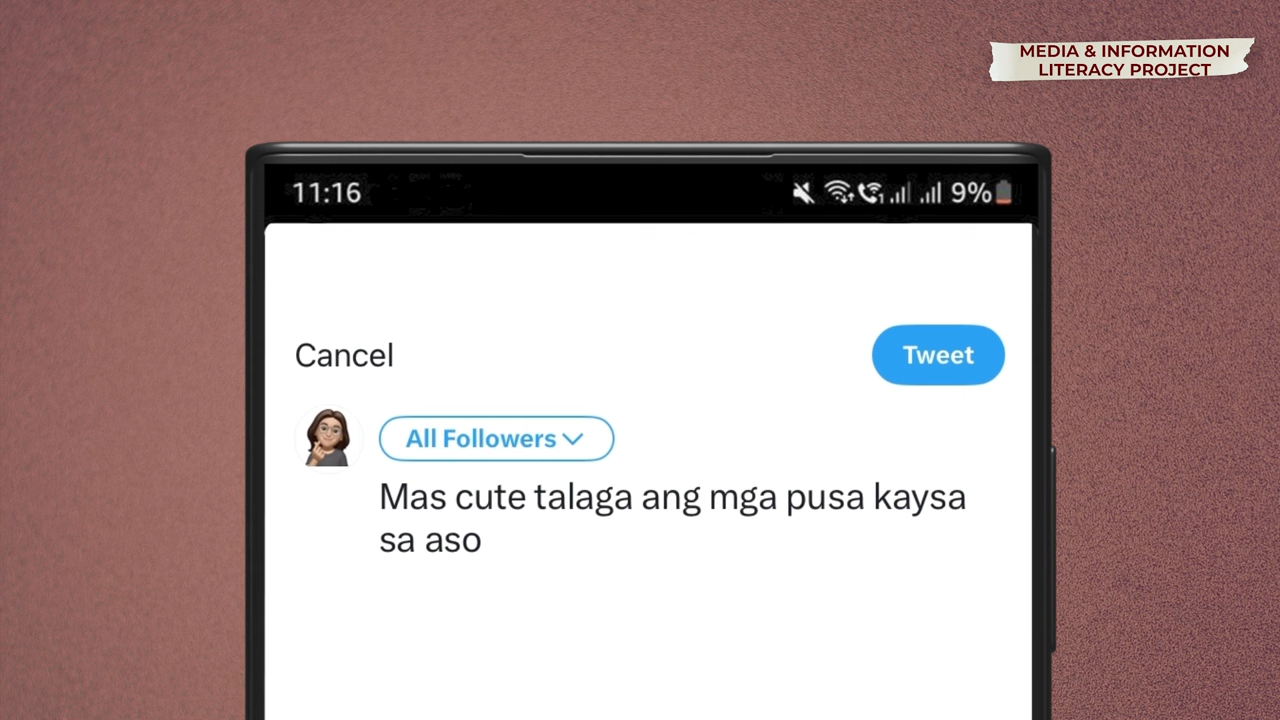 MEDIA & INFORMATION
LITERACY PROJECT
11:16
9%
Cancel
Tweet
All Followers
Mas cute talaga ang mga pusa kaysa
sa aso